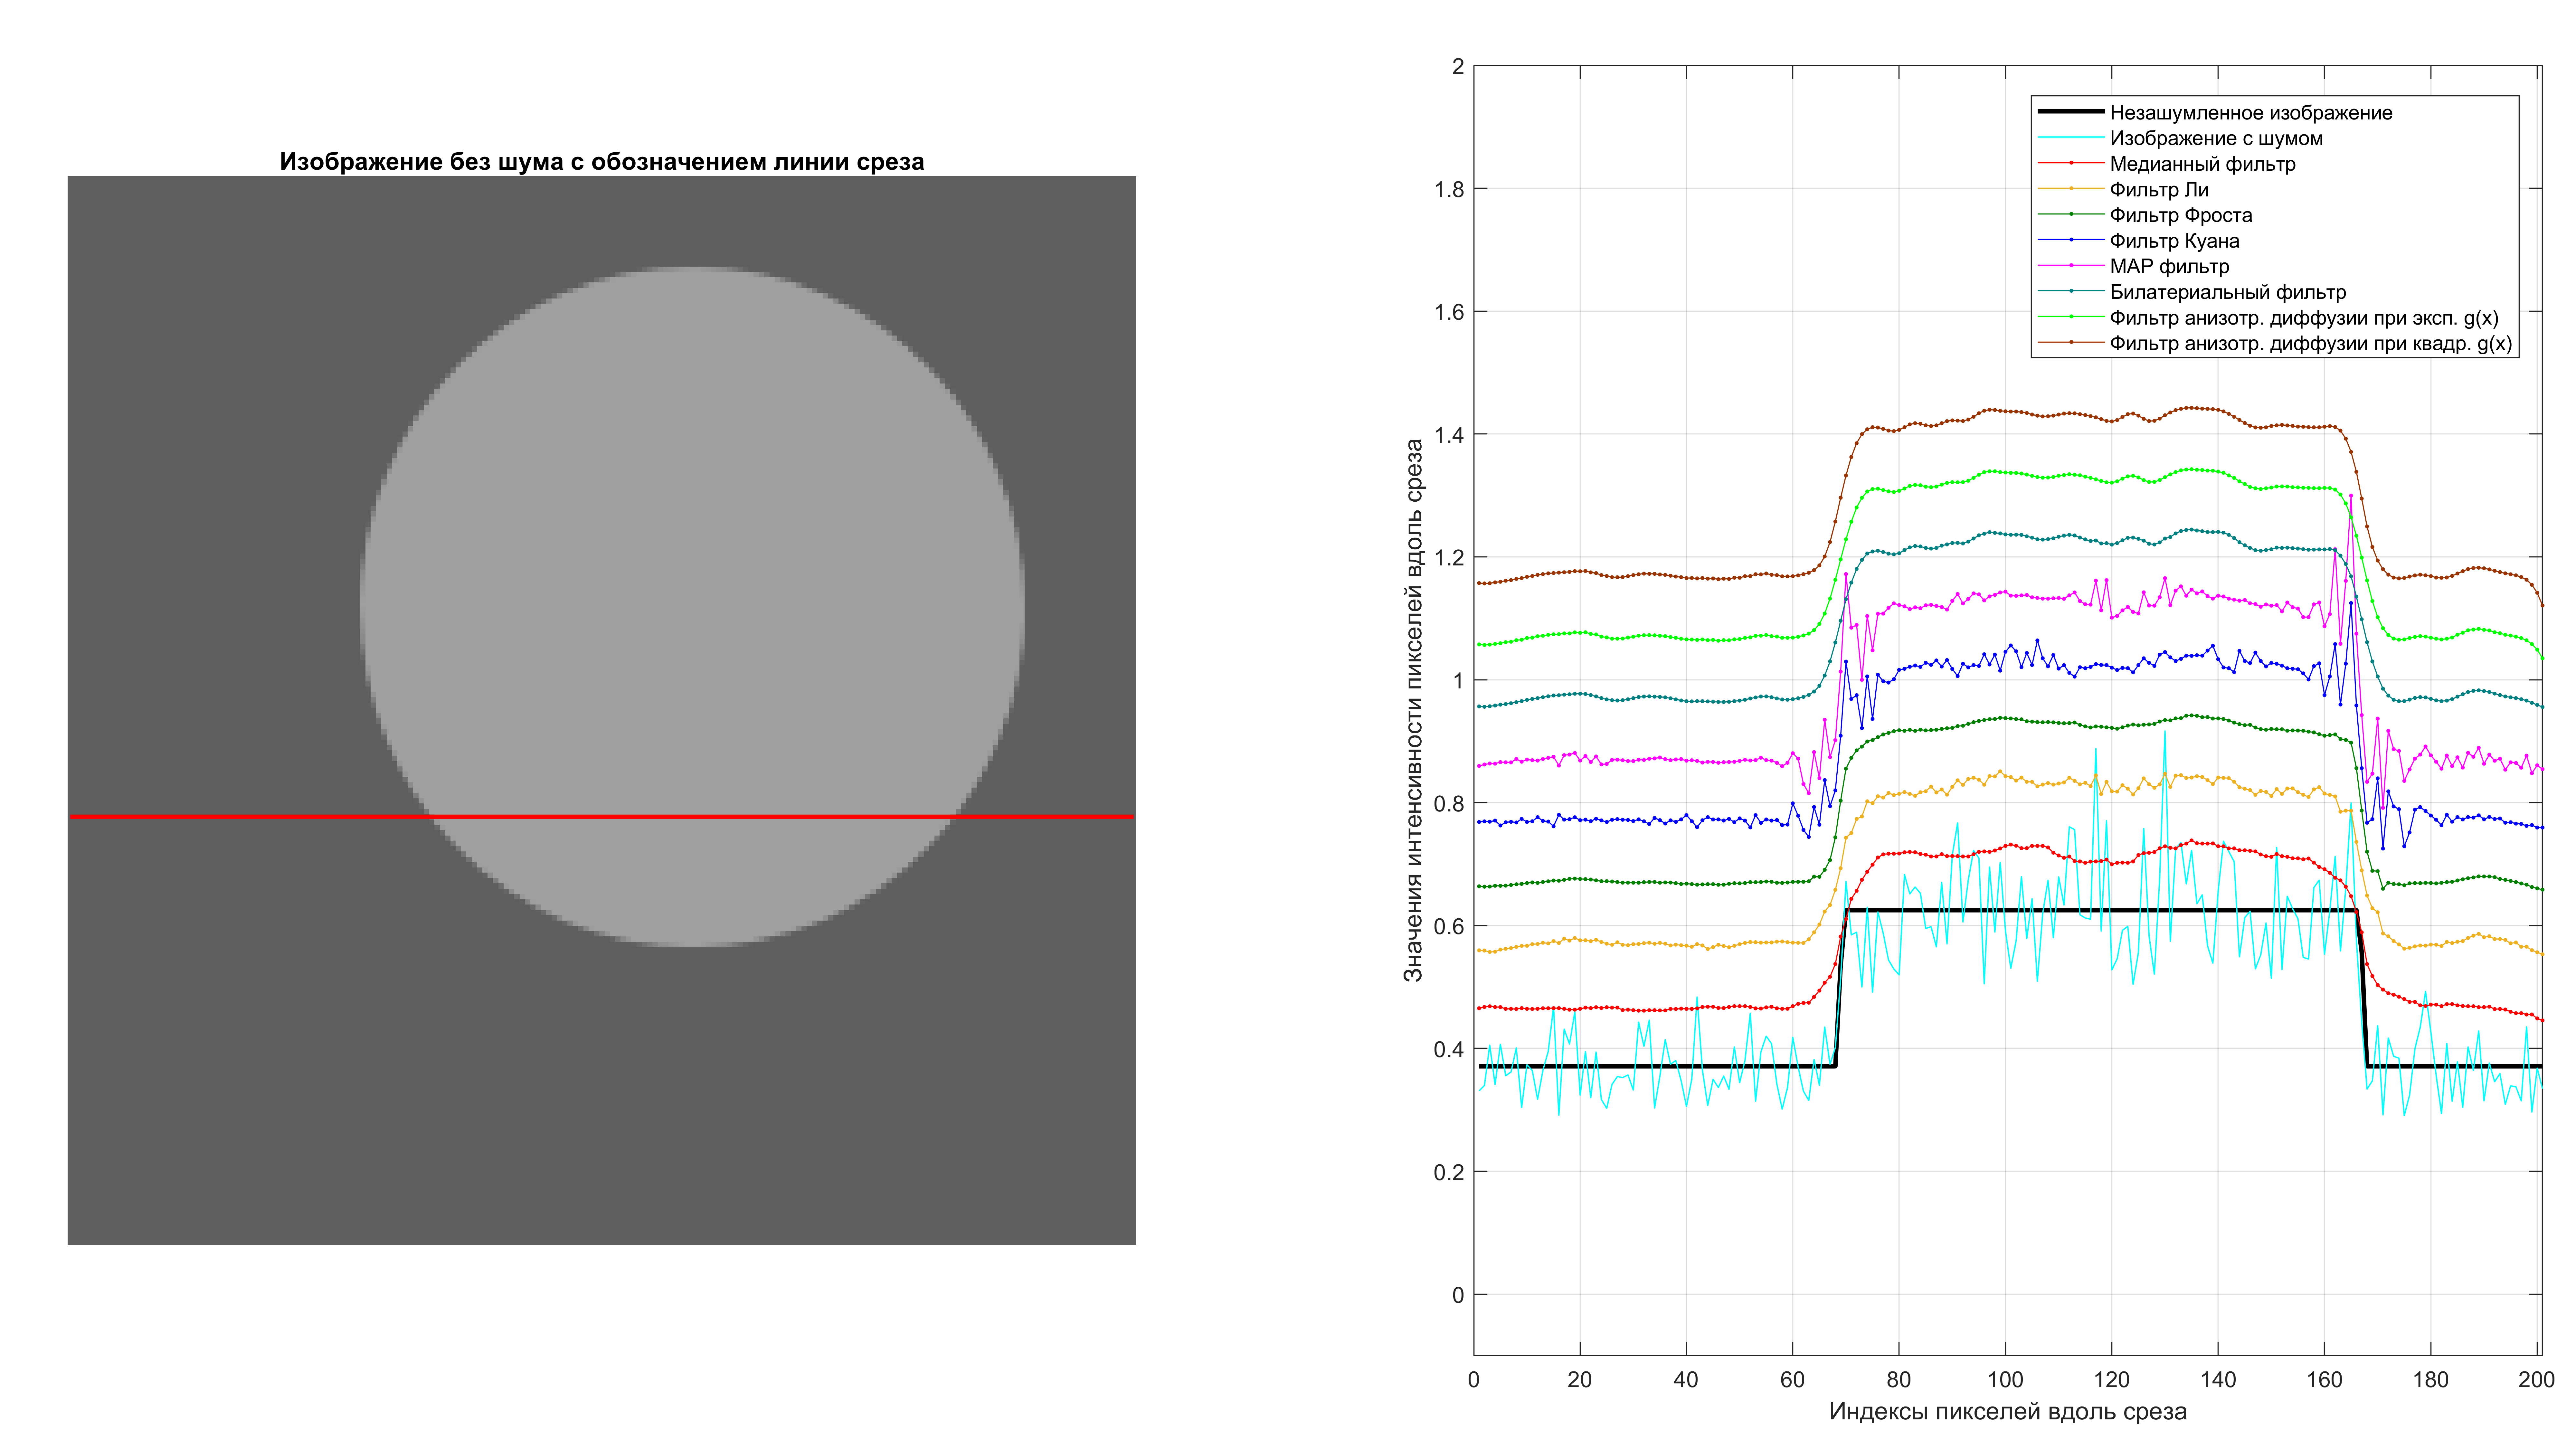 Изображение без шума с обозначением линии среза
Значения интенсивности пикселей вдоль среза
2
1.8
1.6
1.4
1.2
1
0.8
0.6
0.4
0.2
0
Незашумленное изображение
Изображение с шумом
Медианный фильтр
Фильтр Ли
Фильтр Фроста
Фильтр Куана
MAP фильтр
Билатериальный фильтр
Фильтр анизотр. диффузии при эксп. g(x)
Фильтр анизотр. диффузии при квадр. g(x)
0 20 40 60 80 100 120 140 160 180 200
Индексы пикселей вдоль среза